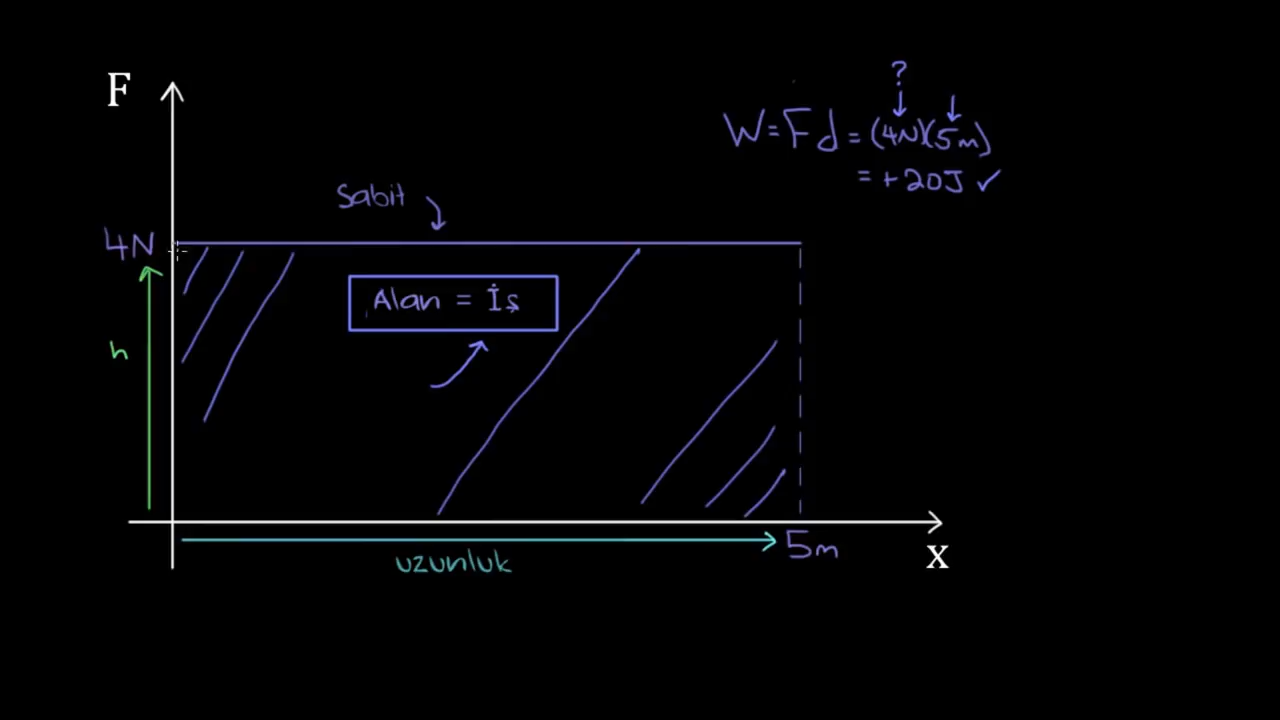 F
?
W=Fd = (4N)(5m)
= +20J ✓
Sabit
4N
Alan = İş
h
5m
x
uzunluk